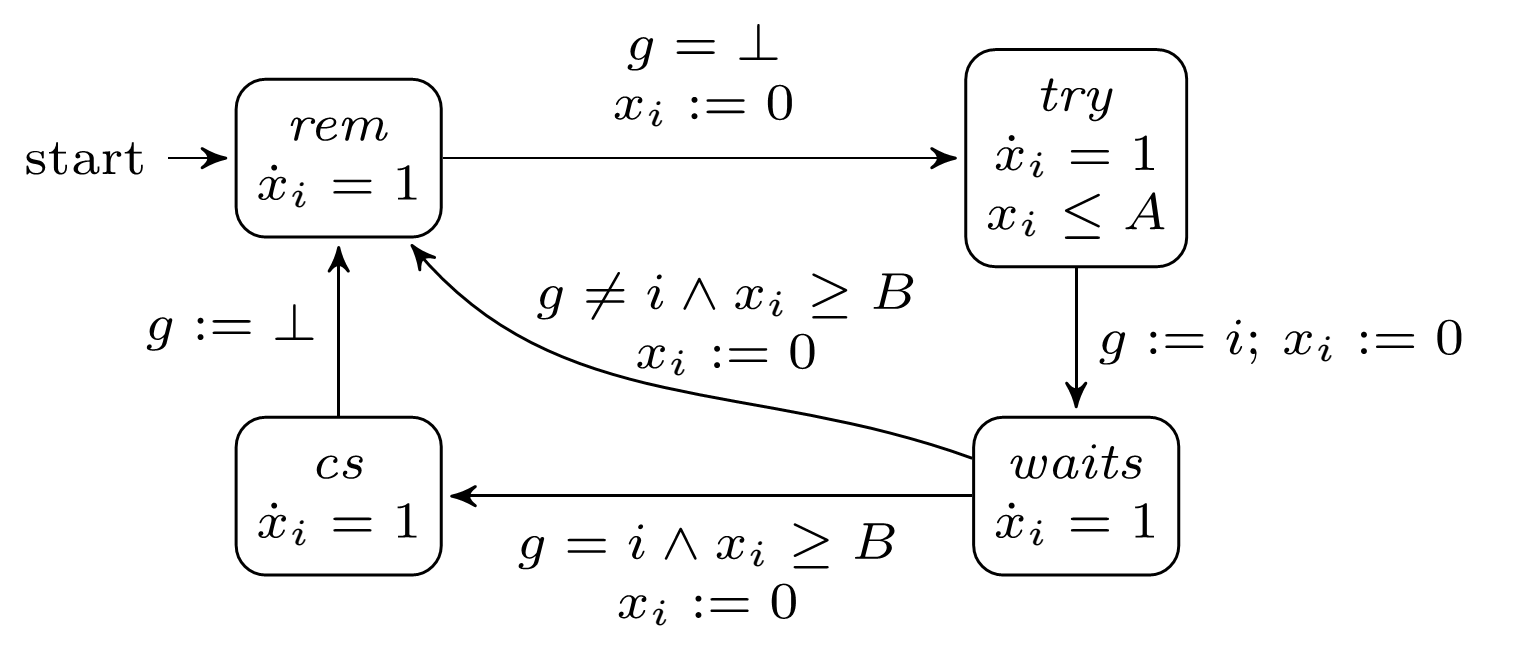 g = ⊥
x_i := 0
start
rem
ẋ_i = 1
try
ẋ_i = 1
x_i ≤ A
g ≠ i ∧ x_i ≥ B
x_i := 0
g := ⊥
g := i; x_i := 0
cs
ẋ_i = 1
waits
ẋ_i = 1
g = i ∧ x_i ≥ B
x_i := 0